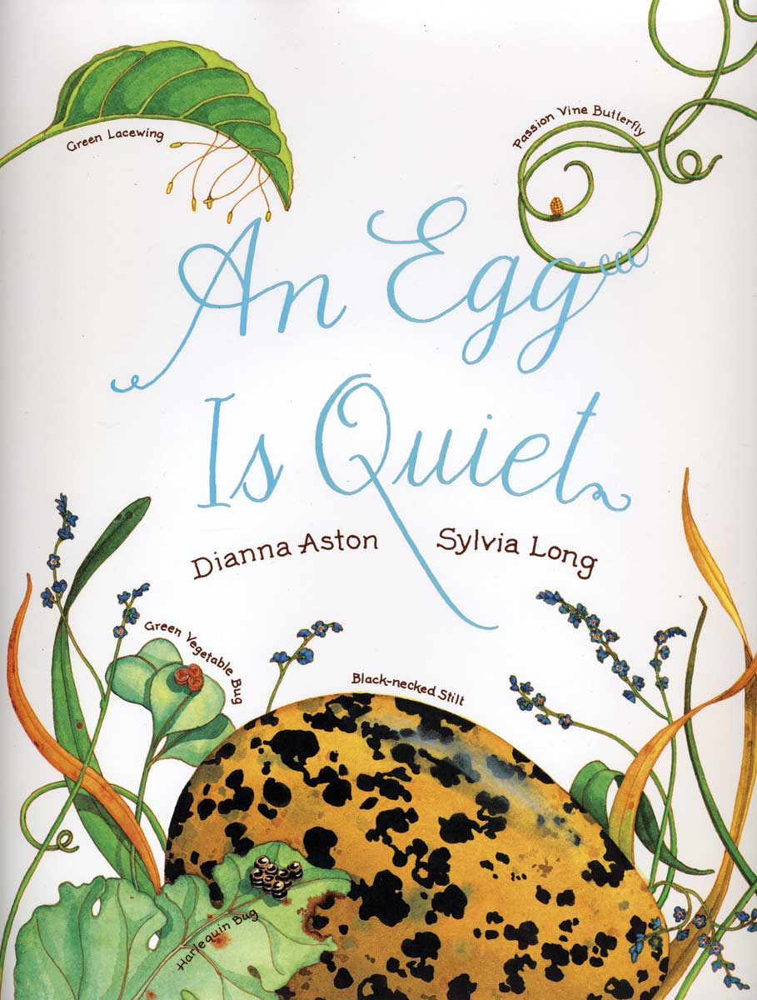 Green Lacewing
Passion Vine Butterfly
An Egg
Is Quiet
Dianna Aston
Sylvia Long
Green Vegetable Bug
Black-necked Stilt
Harlequin Bug